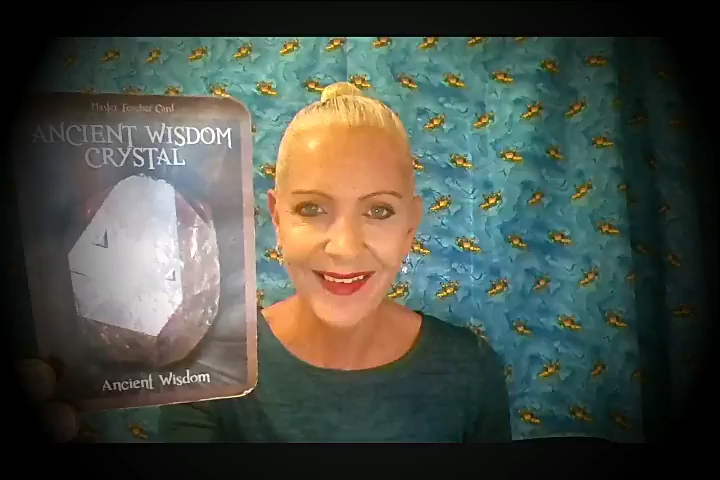 Master Teacher Card
ANCIENT WISDOM
CRYSTAL
Ancient Wisdom